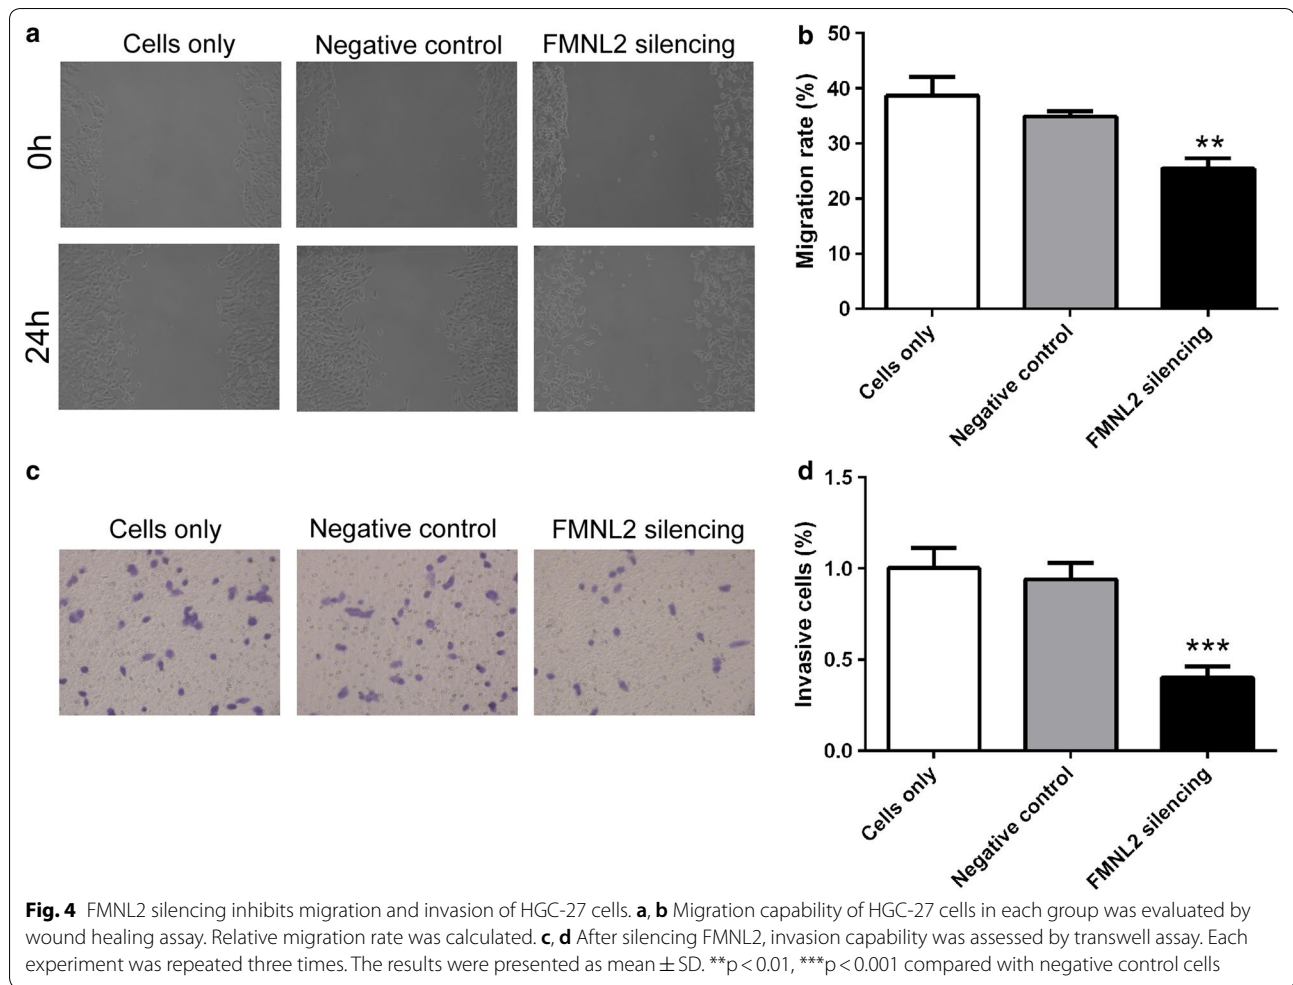 a
Cells only Negative control FMNL2 silencing
0h
24h
b
50
40
30
20
10
0
Migration rate (%)
**
Cells only
Negative control
FMNL2 silencing
c
Cells only Negative control FMNL2 silencing
d
1.5
1.0
0.5
0.0
Invasive cells (%)
***
Cells only
Negative control
FMNL2 silencing
Fig. 4 FMNL2 silencing inhibits migration and invasion of HGC-27 cells. a, b Migration capability of HGC-27 cells in each group was evaluated by
wound healing assay. Relative migration rate was calculated. c, d After silencing FMNL2, invasion capability was assessed by transwell assay. Each
experiment was repeated three times. The results were presented as mean ± SD. **p < 0.01, ***p < 0.001 compared with negative control cells